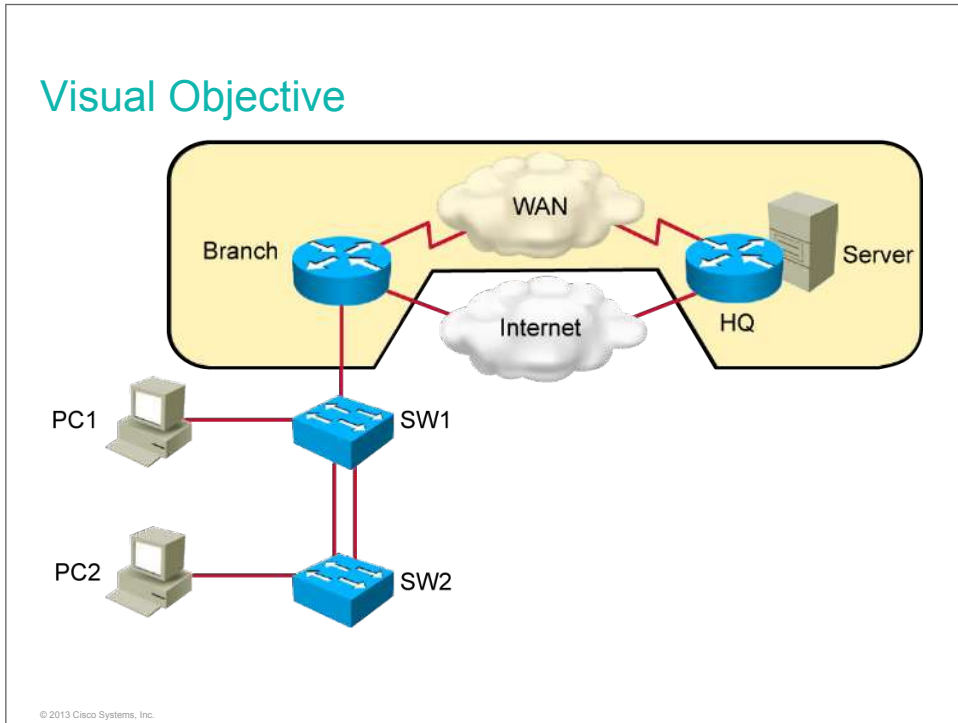 Visual Objective
WAN
Branch
Server
Internet
HQ
PC1
SW1
PC2
SW2
© 2013 Cisco Systems, Inc.